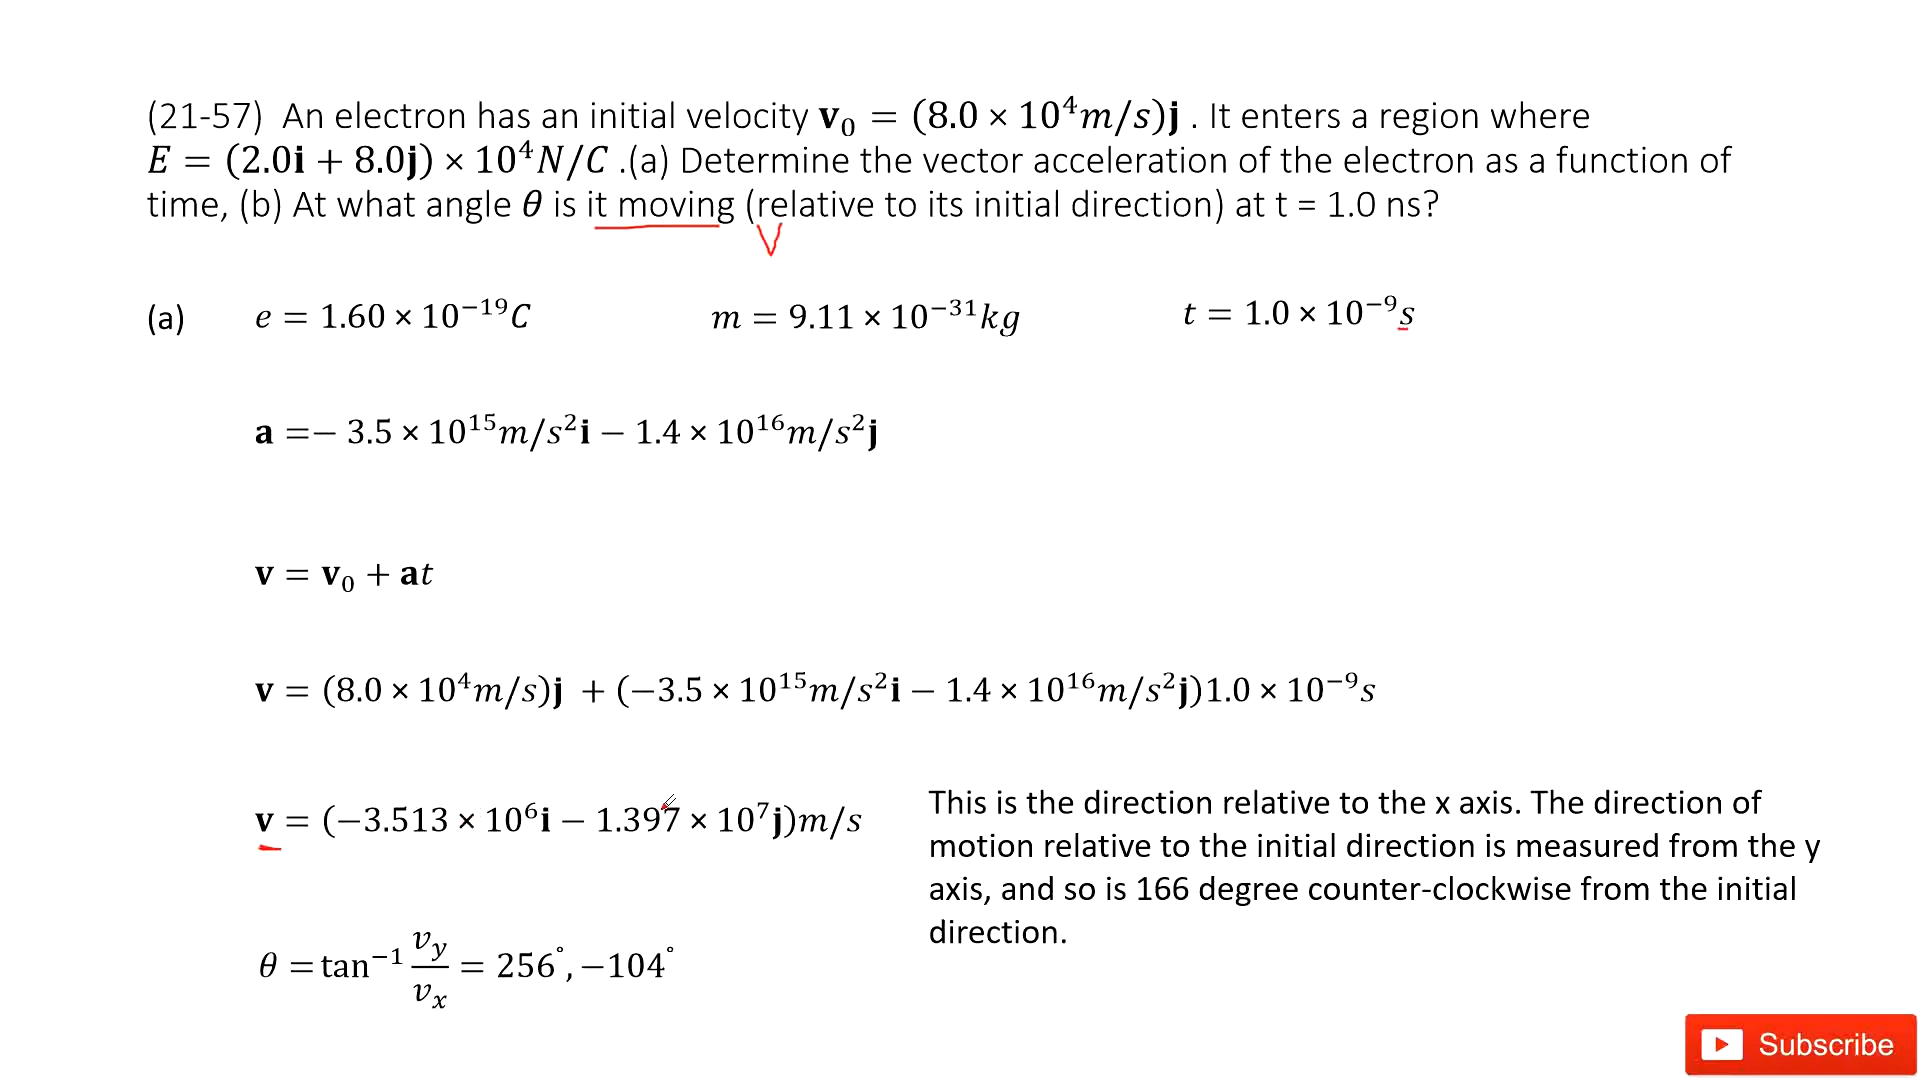 (21-57) An electron has an initial velocity 𝐯₀ = (8.0 × 10⁴m/s)𝐣 . It enters a region where
E = (2.0𝐢 + 8.0𝐣) × 10⁴N/C .(a) Determine the vector acceleration of the electron as a function of
time, (b) At what angle θ is it moving (relative to its initial direction) at t = 1.0 ns?
V
(a) e = 1.60 × 10⁻¹⁹C m = 9.11 × 10⁻³¹kg t = 1.0 × 10⁻⁹s
𝐚 =− 3.5 × 10¹⁵m/s²𝐢 − 1.4 × 10¹⁶m/s²𝐣
𝐯 = 𝐯₀ + 𝐚t
𝐯 = (8.0 × 10⁴m/s)𝐣 + (−3.5 × 10¹⁵m/s²𝐢 − 1.4 × 10¹⁶m/s²𝐣)1.0 × 10⁻⁹s
𝐯 = (−3.513 × 10⁶𝐢 − 1.397 × 10⁷𝐣)m/s
θ = tan⁻¹ v_y/v_x = 256°, −104°
This is the direction relative to the x axis. The direction of
motion relative to the initial direction is measured from the y
axis, and so is 166 degree counter-clockwise from the initial
direction.
Subscribe